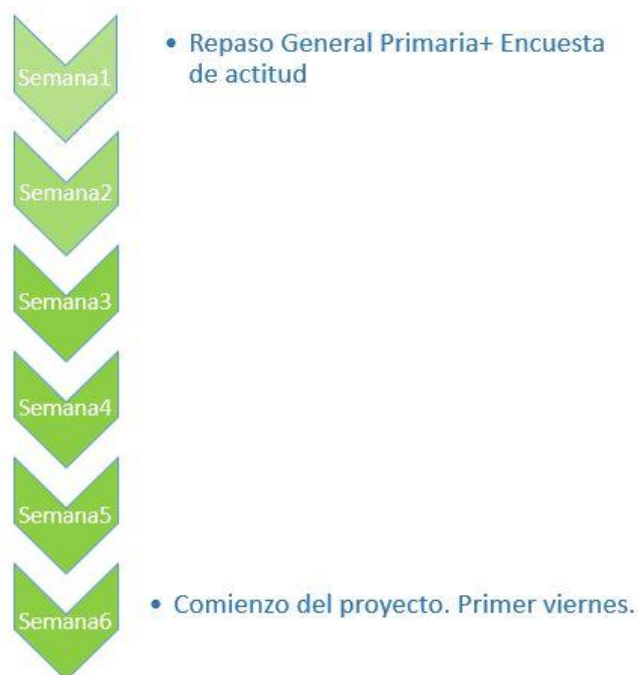 Semana1
• Repaso General Primaria+ Encuesta
de actitud
Semana2
Semana3
Semana4
Semana5
Semana6
• Comienzo del proyecto. Primer viernes.